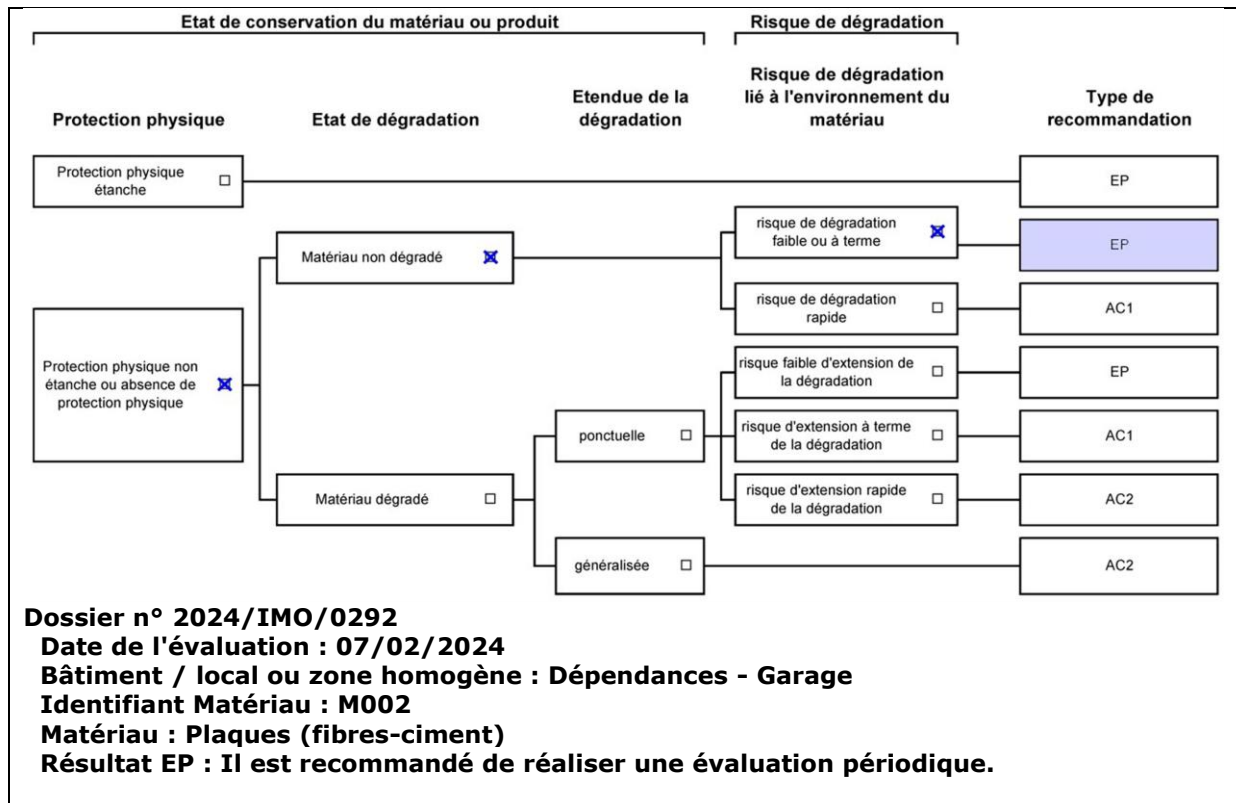 Etat de conservation du matériau ou produit
Risque de dégradation
Protection physique
Etat de dégradation
Etendue de la
dégradation
Risque de dégradation
lié à l'environnement du
matériau
Type de
recommandation
Protection physique
étanche
EP
risque de dégradation
faible ou à terme
EP
Matériau non dégradé
risque de dégradation
rapide
AC1
Protection physique non
étanche ou absence de
protection physique
risque faible d'extension de
la dégradation
EP
ponctuelle
risque d'extension à terme
de la dégradation
AC1
Matériau dégradé
risque d'extension rapide
de la dégradation
AC2
généralisée
AC2
Dossier n° 2024/IMO/0292
Date de l'évaluation : 07/02/2024
Bâtiment / local ou zone homogène : Dépendances - Garage
Identifiant Matériau : M002
Matériau : Plaques (fibres-ciment)
Résultat EP : Il est recommandé de réaliser une évaluation périodique.